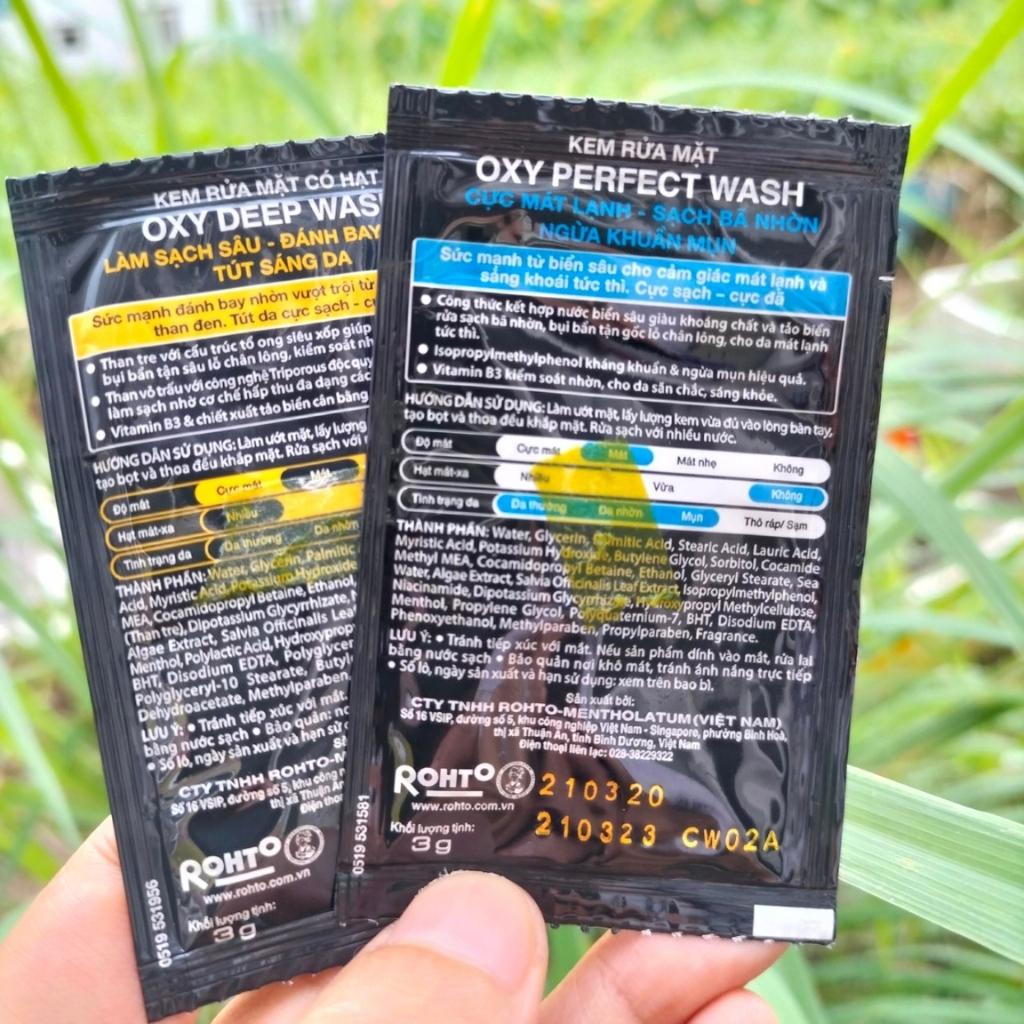 KEM RỬA MẶT CÓ HẠT
OXY DEEP WAS
LÀM SẠCH SÂU - ĐÁNH BAY
TÚT SÁNG DA
Sức mạnh đánh bay nhờn vượt trội từ
than đen. Tút da cực sạch -
• Than tre với cấu trúc tổ ong siêu xốp giúp
bụi bẩn tận sâu lỗ chân lông, kiểm soát nh
• Than vỏ trấu với công nghệ Triporous độc quy
làm sạch nhờ cơ chế hấp thu đa dạng các
• Vitamin B3 & chiết xuất tảo biển cân bằng
HƯỚNG DẪN SỬ DỤNG: Làm ướt mặt, lấy lượng
tạo bọt và thoa đều khắp mặt. Rửa sạch với
Độ mát Cực mát Mát
Hạt mát-xa Nhiều
Tình trạng da Da thường Da nhờn
THÀNH PHẦN: Water, Glycerin, Palmitic
Acid, Myristic Acid, Potassium Hydroxide
MEA, Cocamidopropyl Betaine, Ethanol,
(Than tre), Dipotassium Glycyrrhizate,
Algae Extract, Salvia Officinalis Leaf
Menthol, Polylactic Acid, Hydroxyprop
BHT, Disodium EDTA, Polyglycer
Polyglyceryl-10 Stearate, Butyl
Dehydroacetate, Methylparaben,
LƯU Ý: • Tránh tiếp xúc với mắt.
bằng nước sạch • Bảo quản: nơ
• Số lô, ngày sản xuất và hạn sử
CTY TNHH ROHTO-M
Số 16 VSIP, đường số 5, khu công n
thị xã Thuận An
Điện thoạ
ROHTO
www.rohto.com.vn
Khối lượng tịnh:
3g
0519 531956
KEM RỬA MẶT
OXY PERFECT WASH
CỰC MÁT LẠNH - SẠCH BÃ NHỜN
NGỪA KHUẨN MỤN
Sức mạnh từ biển sâu cho cảm giác mát lạnh và
sảng khoái tức thì. Cực sạch – cực đã
• Công thức kết hợp nước biển sâu giàu khoáng chất và tảo biển
rửa sạch bã nhờn, bụi bẩn tận gốc lỗ chân lông, cho da mát lạnh
tức thì.
• Isopropylmethylphenol kháng khuẩn & ngừa mụn hiệu quả.
• Vitamin B3 kiểm soát nhờn, cho da săn chắc, sáng khỏe.
HƯỚNG DẪN SỬ DỤNG: Làm ướt mặt, lấy lượng kem vừa đủ vào lòng bàn tay,
tạo bọt và thoa đều khắp mặt. Rửa sạch với nhiều nước.
Độ mát Cực mát Mát Mát nhẹ Không
Hạt mát-xa Nhiều Vừa Không
Tình trạng da Da thường Da nhờn Mụn Thô ráp/ Sạm
THÀNH PHẦN: Water, Glycerin, Palmitic Acid, Stearic Acid, Lauric Acid,
Myristic Acid, Potassium Hydroxide, Butylene Glycol, Sorbitol, Cocamide
Methyl MEA, Cocamidopropyl Betaine, Ethanol, Glyceryl Stearate, Sea
Water, Algae Extract, Salvia Officinalis Leaf Extract, Isopropylmethylphenol,
Niacinamide, Dipotassium Glycyrrhizate, Hydroxypropyl Methylcellulose,
Menthol, Propylene Glycol, Polyquaternium-7, BHT, Disodium EDTA,
Phenoxyethanol, Methylparaben, Propylparaben, Fragrance.
LƯU Ý: • Tránh tiếp xúc với mắt. Nếu sản phẩm dính vào mắt, rửa lại
bằng nước sạch • Bảo quản nơi khô mát, tránh ánh nắng trực tiếp
• Số lô, ngày sản xuất và hạn sử dụng: xem trên bao bì.
Sản xuất bởi:
CTY TNHH ROHTO-MENTHOLATUM (VIỆT NAM)
Số 16 VSIP, đường số 5, khu công nghiệp Việt Nam - Singapore, phường Bình Hoà,
thị xã Thuận An, tỉnh Bình Dương, Việt Nam
Điện thoại liên lạc: 028-38229322
ROHTO
www.rohto.com.vn
Khối lượng tịnh:
3g
210320
210323 CW02A
0519 531581